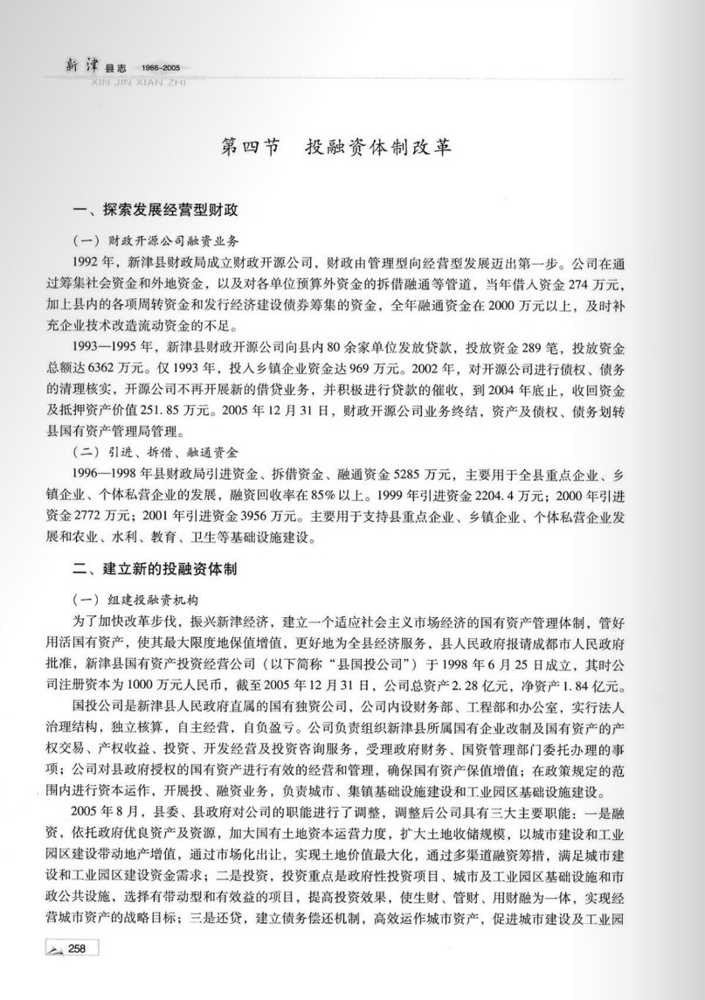 新津县志 1986-2005
XIN JIN XIAN ZHI
第四节 投融资体制改革
一、探索发展经营型财政
（一）财政开源公司融资业务
1992 年，新津县财政局成立财政开源公司，财政由管理型向经营型发展迈出第一步。公司在通
过筹集社会资金和外地资金，以及对各单位预算外资金的拆借融通等管道，当年借入资金 274 万元，
加上县内的各项周转资金和发行经济建设债券筹集的资金，全年融通资金在 2000 万元以上，及时补
充企业技术改造流动资金的不足。
1993—1995 年，新津县财政开源公司向县内 80 余家单位发放贷款，投放资金 289 笔，投放资金
总额达 6362 万元。仅 1993 年，投入乡镇企业资金达 969 万元。2002 年，对开源公司进行债权、债务
的清理核实，开源公司不再开展新的借贷业务，并积极进行贷款的催收，到 2004 年底止，收回资金
及抵押资产价值 251. 85 万元。2005 年 12 月 31 日，财政开源公司业务终结，资产及债权、债务划转
县国有资产管理局管理。
（二）引进、拆借、融通资金
1996—1998 年县财政局引进资金、拆借资金、融通资金 5285 万元，主要用于全县重点企业、乡
镇企业、个体私营企业的发展，融资回收率在 85% 以上。1999 年引进资金 2204. 4 万元；2000 年引进
资金 2772 万元；2001 年引进资金 3956 万元。主要用于支持县重点企业、乡镇企业、个体私营企业发
展和农业、水利、教育、卫生等基础设施建设。
二、建立新的投融资体制
（一）组建投融资机构
为了加快改革步伐，振兴新津经济，建立一个适应社会主义市场经济的国有资产管理体制，管好
用活国有资产，使其最大限度地保值增值，更好地为全县经济服务，县人民政府报请成都市人民政府
批准，新津县国有资产投资经营公司（以下简称“县国投公司”）于 1998 年 6 月 25 日成立，其时公
司注册资本为 1000 万元人民币，截至 2005 年 12 月 31 日，公司总资产 2. 28 亿元，净资产 1. 84 亿元。
国投公司是新津县人民政府直属的国有独资公司，公司内设财务部、工程部和办公室，实行法人
治理结构，独立核算，自主经营，自负盈亏。公司负责组织新津县所属国有企业改制及国有资产的产
权交易、产权收益、投资、开发经营及投资咨询服务，受理政府财务、国资管理部门委托办理的事
项；公司对县政府授权的国有资产进行有效的经营和管理，确保国有资产保值增值；在政策规定的范
围内进行资本运作，开展投、融资业务，负责城市、集镇基础设施建设和工业园区基础设施建设。
2005 年 8 月，县委、县政府对公司的职能进行了调整，调整后公司具有三大主要职能：一是融
资，依托政府优良资产及资源，加大国有土地资本运营力度，扩大土地收储规模，以城市建设和工业
园区建设带动地产增值，通过市场化出让，实现土地价值最大化，通过多渠道融资筹措，满足城市建
设和工业园区建设资金需求；二是投资，投资重点是政府性投资项目、城市及工业园区基础设施和市
政公共设施，选择有带动型和有效益的项目，提高投资效果，使生财、管财、用财融为一体，实现经
营城市资产的战略目标；三是还贷，建立债务偿还机制，高效运作城市资产，促进城市建设及工业园
258